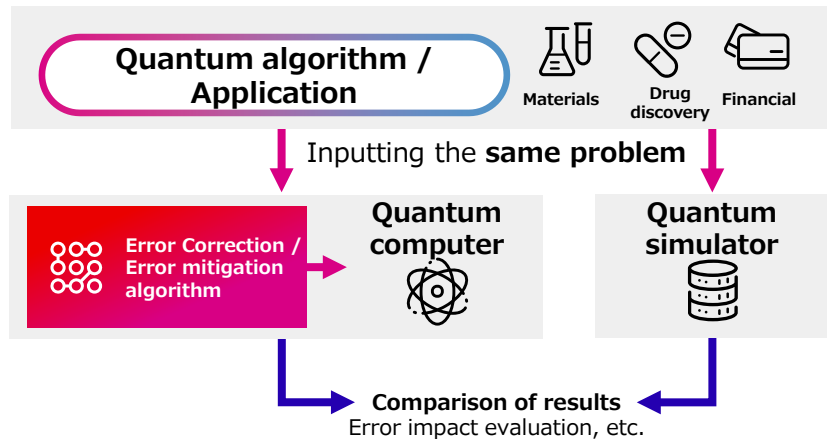 Quantum algorithm /
Application
Materials
Drug
discovery
Financial
Inputting the same problem
Error Correction /
Error mitigation
algorithm
Quantum
computer
Quantum
simulator
Comparison of results
Error impact evaluation, etc.